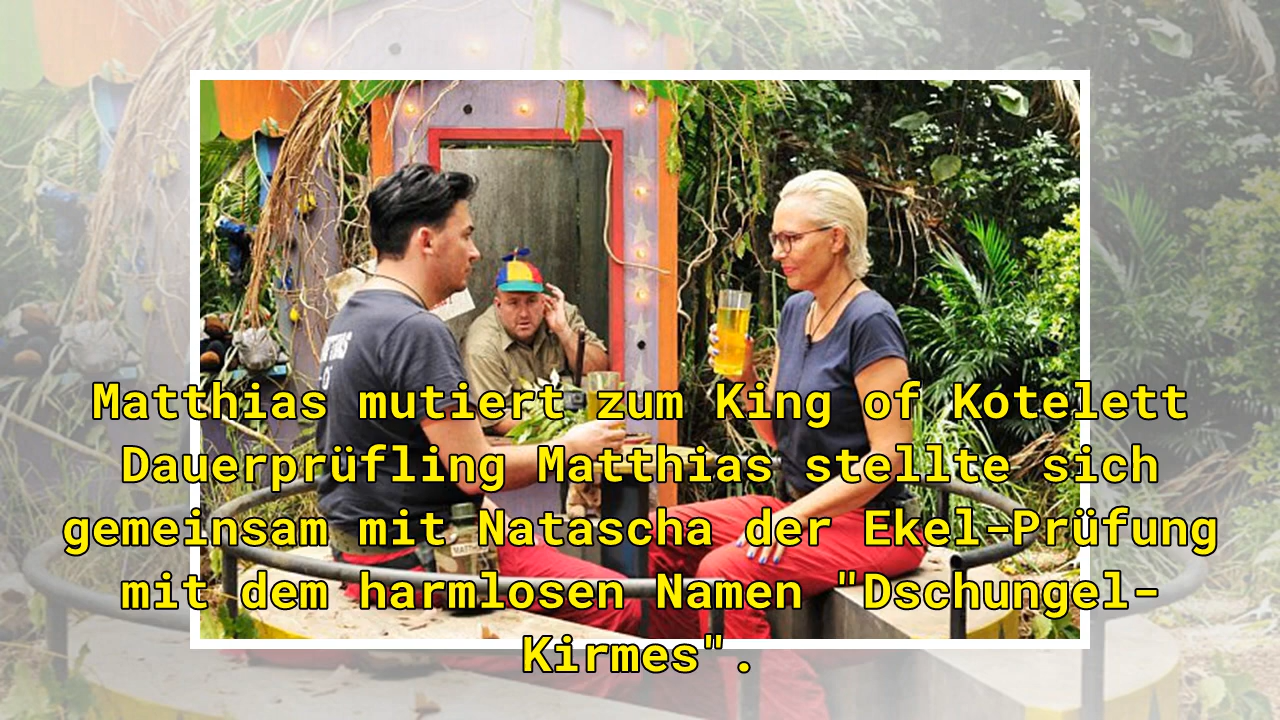 Matthias mutiert zum King of Kotelett
Dauerprüfling Matthias stellte sich
gemeinsam mit Natascha der Ekel-Prüfung
mit dem harmlosen Namen "Dschungel-
Kirmes".